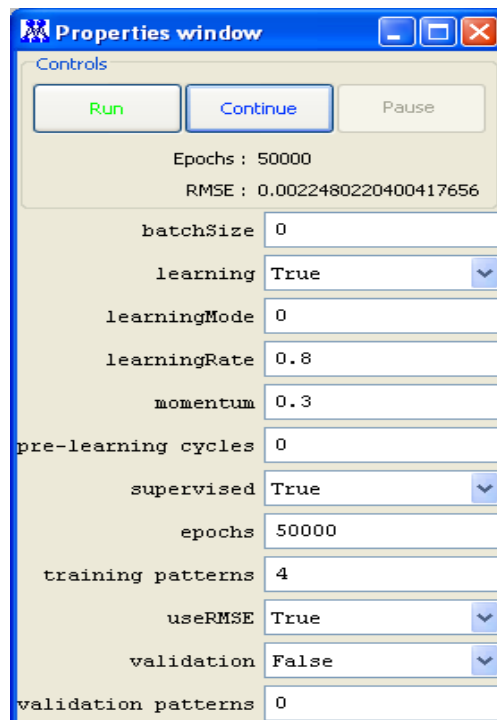 Properties window
Controls
Run Continue Pause
Epochs : 50000
RMSE : 0.0022480220400417656
batchSize 0
learning True
learningMode 0
learningRate 0.8
momentum 0.3
pre-learning cycles 0
supervised True
epochs 50000
training patterns 4
useRMSE True
validation False
validation patterns 0